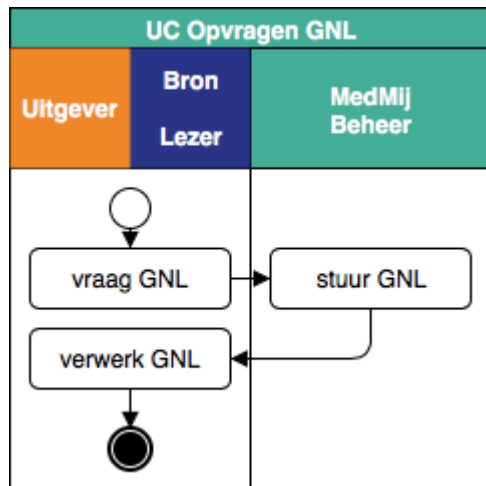 UC Opvragen GNL
Uitgever
Bron
Lezer
MedMij
Beheer
vraag GNL
stuur GNL
verwerk GNL